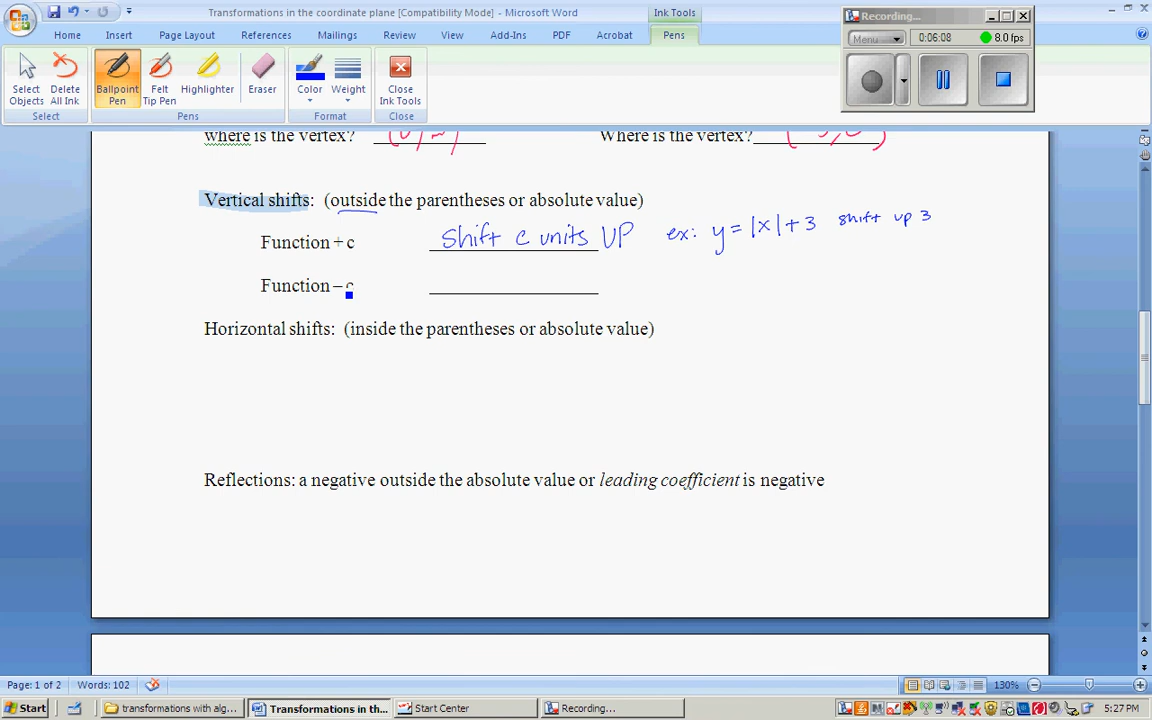 Transformations in the coordinate plane [Compatibility Mode] - Microsoft Word
Ink Tools
Recording...
Home Insert Page Layout References Mailings Review View Add-Ins PDF Acrobat Pens
Menu 0:06:08 8.0 fps
Select Objects Delete All Ink Ballpoint Pen Felt Tip Pen Highlighter Eraser Color Weight Close Ink Tools
Select Pens Format Close
where is the vertex? Where is the vertex?
Vertical shifts: (outside the parentheses or absolute value)
Function + c shift c units UP ex: y = |x| + 3 shift up 3
Function – c
Horizontal shifts: (inside the parentheses or absolute value)
Reflections: a negative outside the absolute value or leading coefficient is negative
Page: 1 of 2 Words: 102 130%
Start transformations with alg... Transformations in th... Start Center Recording... 5:27 PM